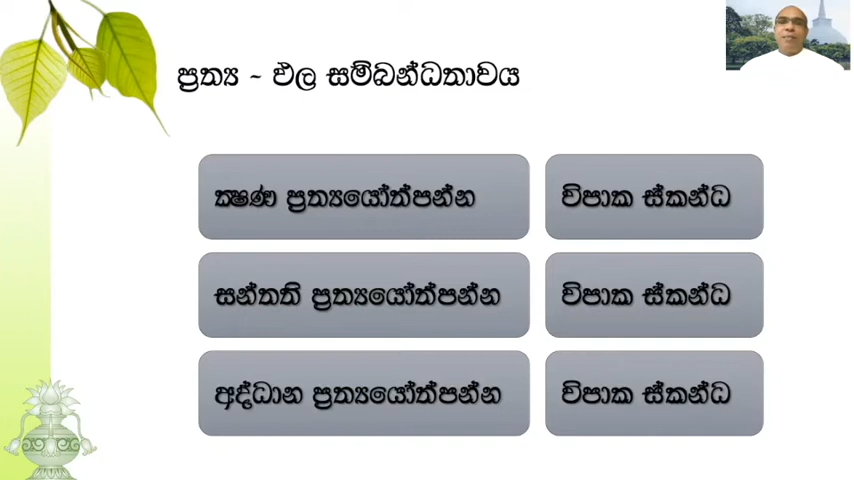 ප්‍රත්‍ය ~ ඵල සම්බන්ධතාවය
ක්‍ෂණ ප්‍රත්‍යයෝත්පන්න
විපාක ස්කන්ධ
සන්තති ප්‍රත්‍යයෝත්පන්න
විපාක ස්කන්ධ
අද්ධාන ප්‍රත්‍යයෝත්පන්න
විපාක ස්කන්ධ